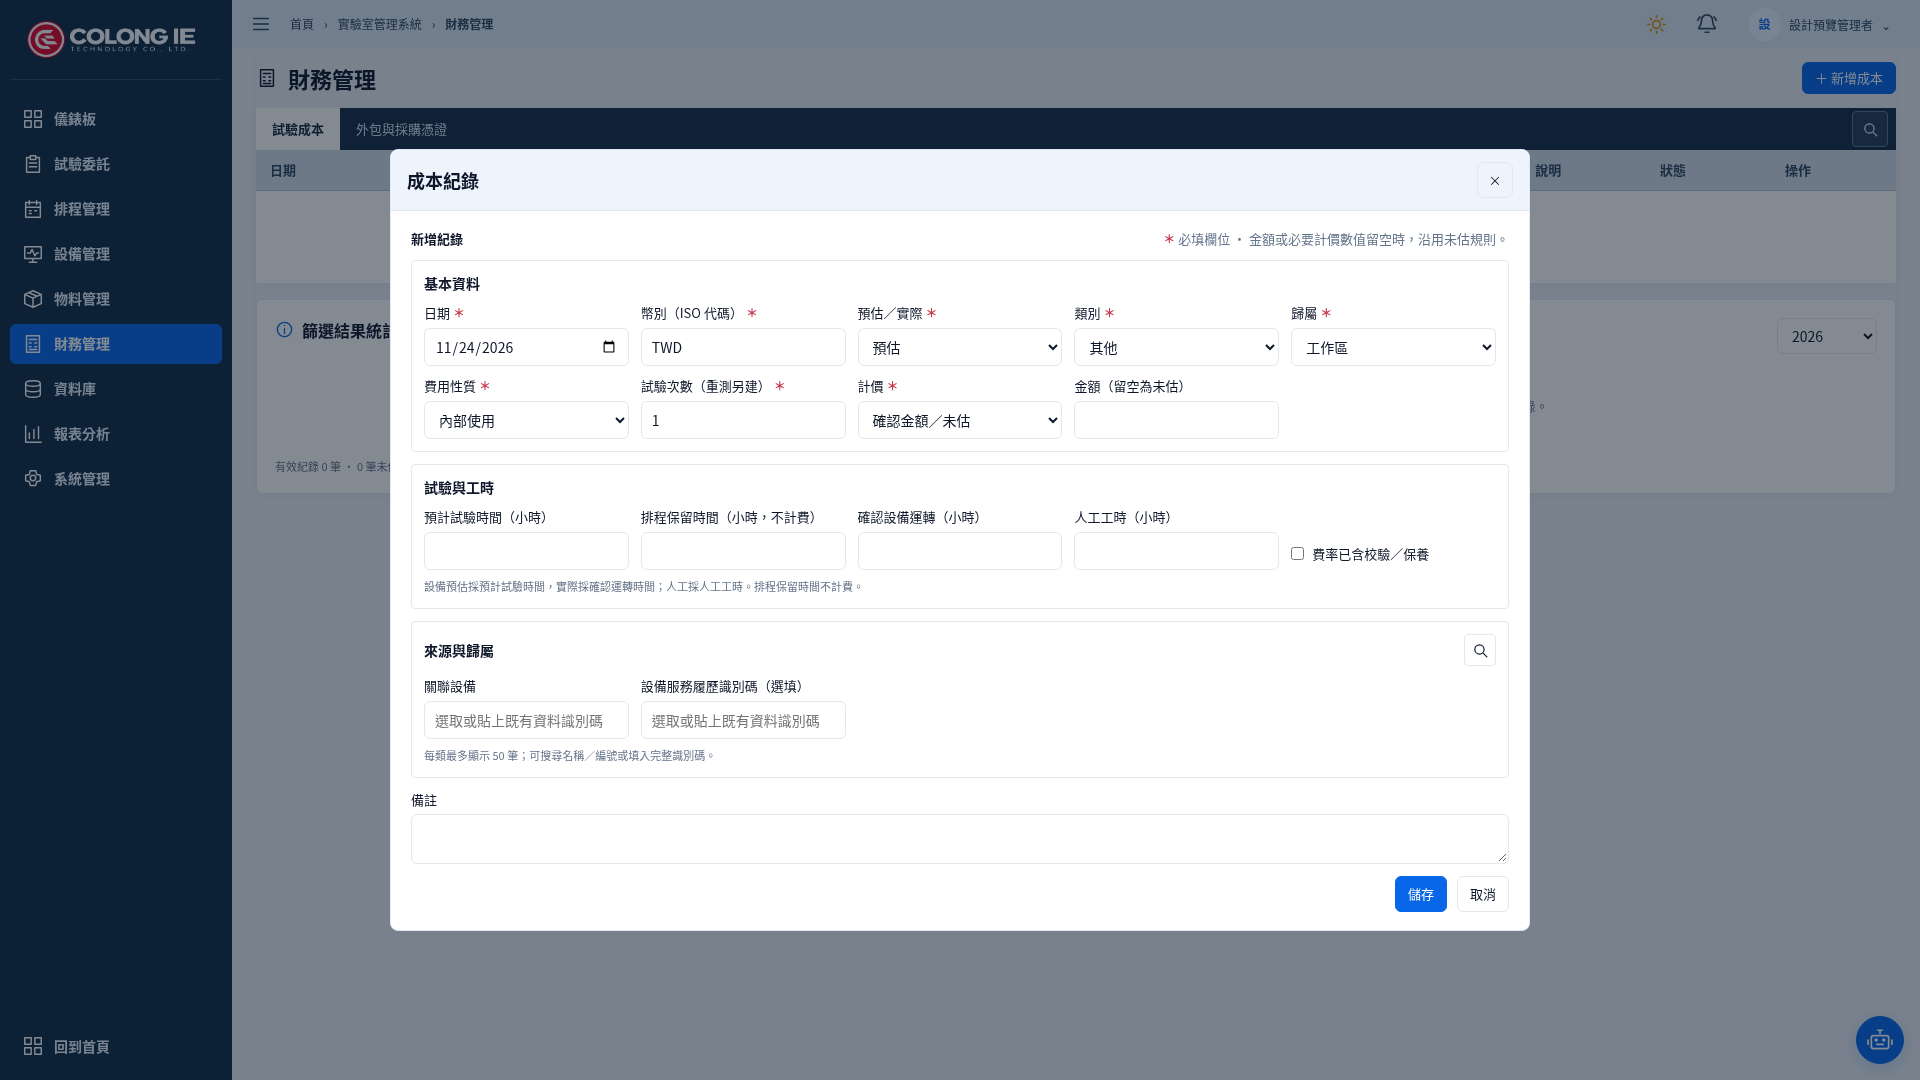 COLONG IE
TECHNOLOGY CO., LTD.
儀錶板
試驗委託
排程管理
設備管理
物料管理
財務管理
資料庫
報表分析
系統管理
回到首頁
首頁 › 實驗室管理系統 › 財務管理
設 設計預覽管理者
財務管理
＋ 新增成本
試驗成本 外包與採購憑證
日期 說明 狀態 操作
篩選結果統計
2026
錄。
有效紀錄 0 筆 · 0 筆未估
成本紀錄
×
新增紀錄
* 必填欄位 · 金額或必要計價數值留空時，沿用未估規則。
基本資料
日期 * 幣別（ISO 代碼） * 預估／實際 * 類別 * 歸屬 *
11/24/2026 TWD 預估 其他 工作區
費用性質 * 試驗次數（重測另建） * 計價 * 金額（留空為未估）
內部使用 1 確認金額／未估
試驗與工時
預計試驗時間（小時） 排程保留時間（小時，不計費） 確認設備運轉（小時） 人工工時（小時）
費率已含校驗／保養
設備預估採預計試驗時間，實際採確認運轉時間；人工採人工工時。排程保留時間不計費。
來源與歸屬
關聯設備 設備服務履歷識別碼（選填）
選取或貼上既有資料識別碼 選取或貼上既有資料識別碼
每類最多顯示 50 筆；可搜尋名稱／編號或填入完整識別碼。
備註
儲存 取消